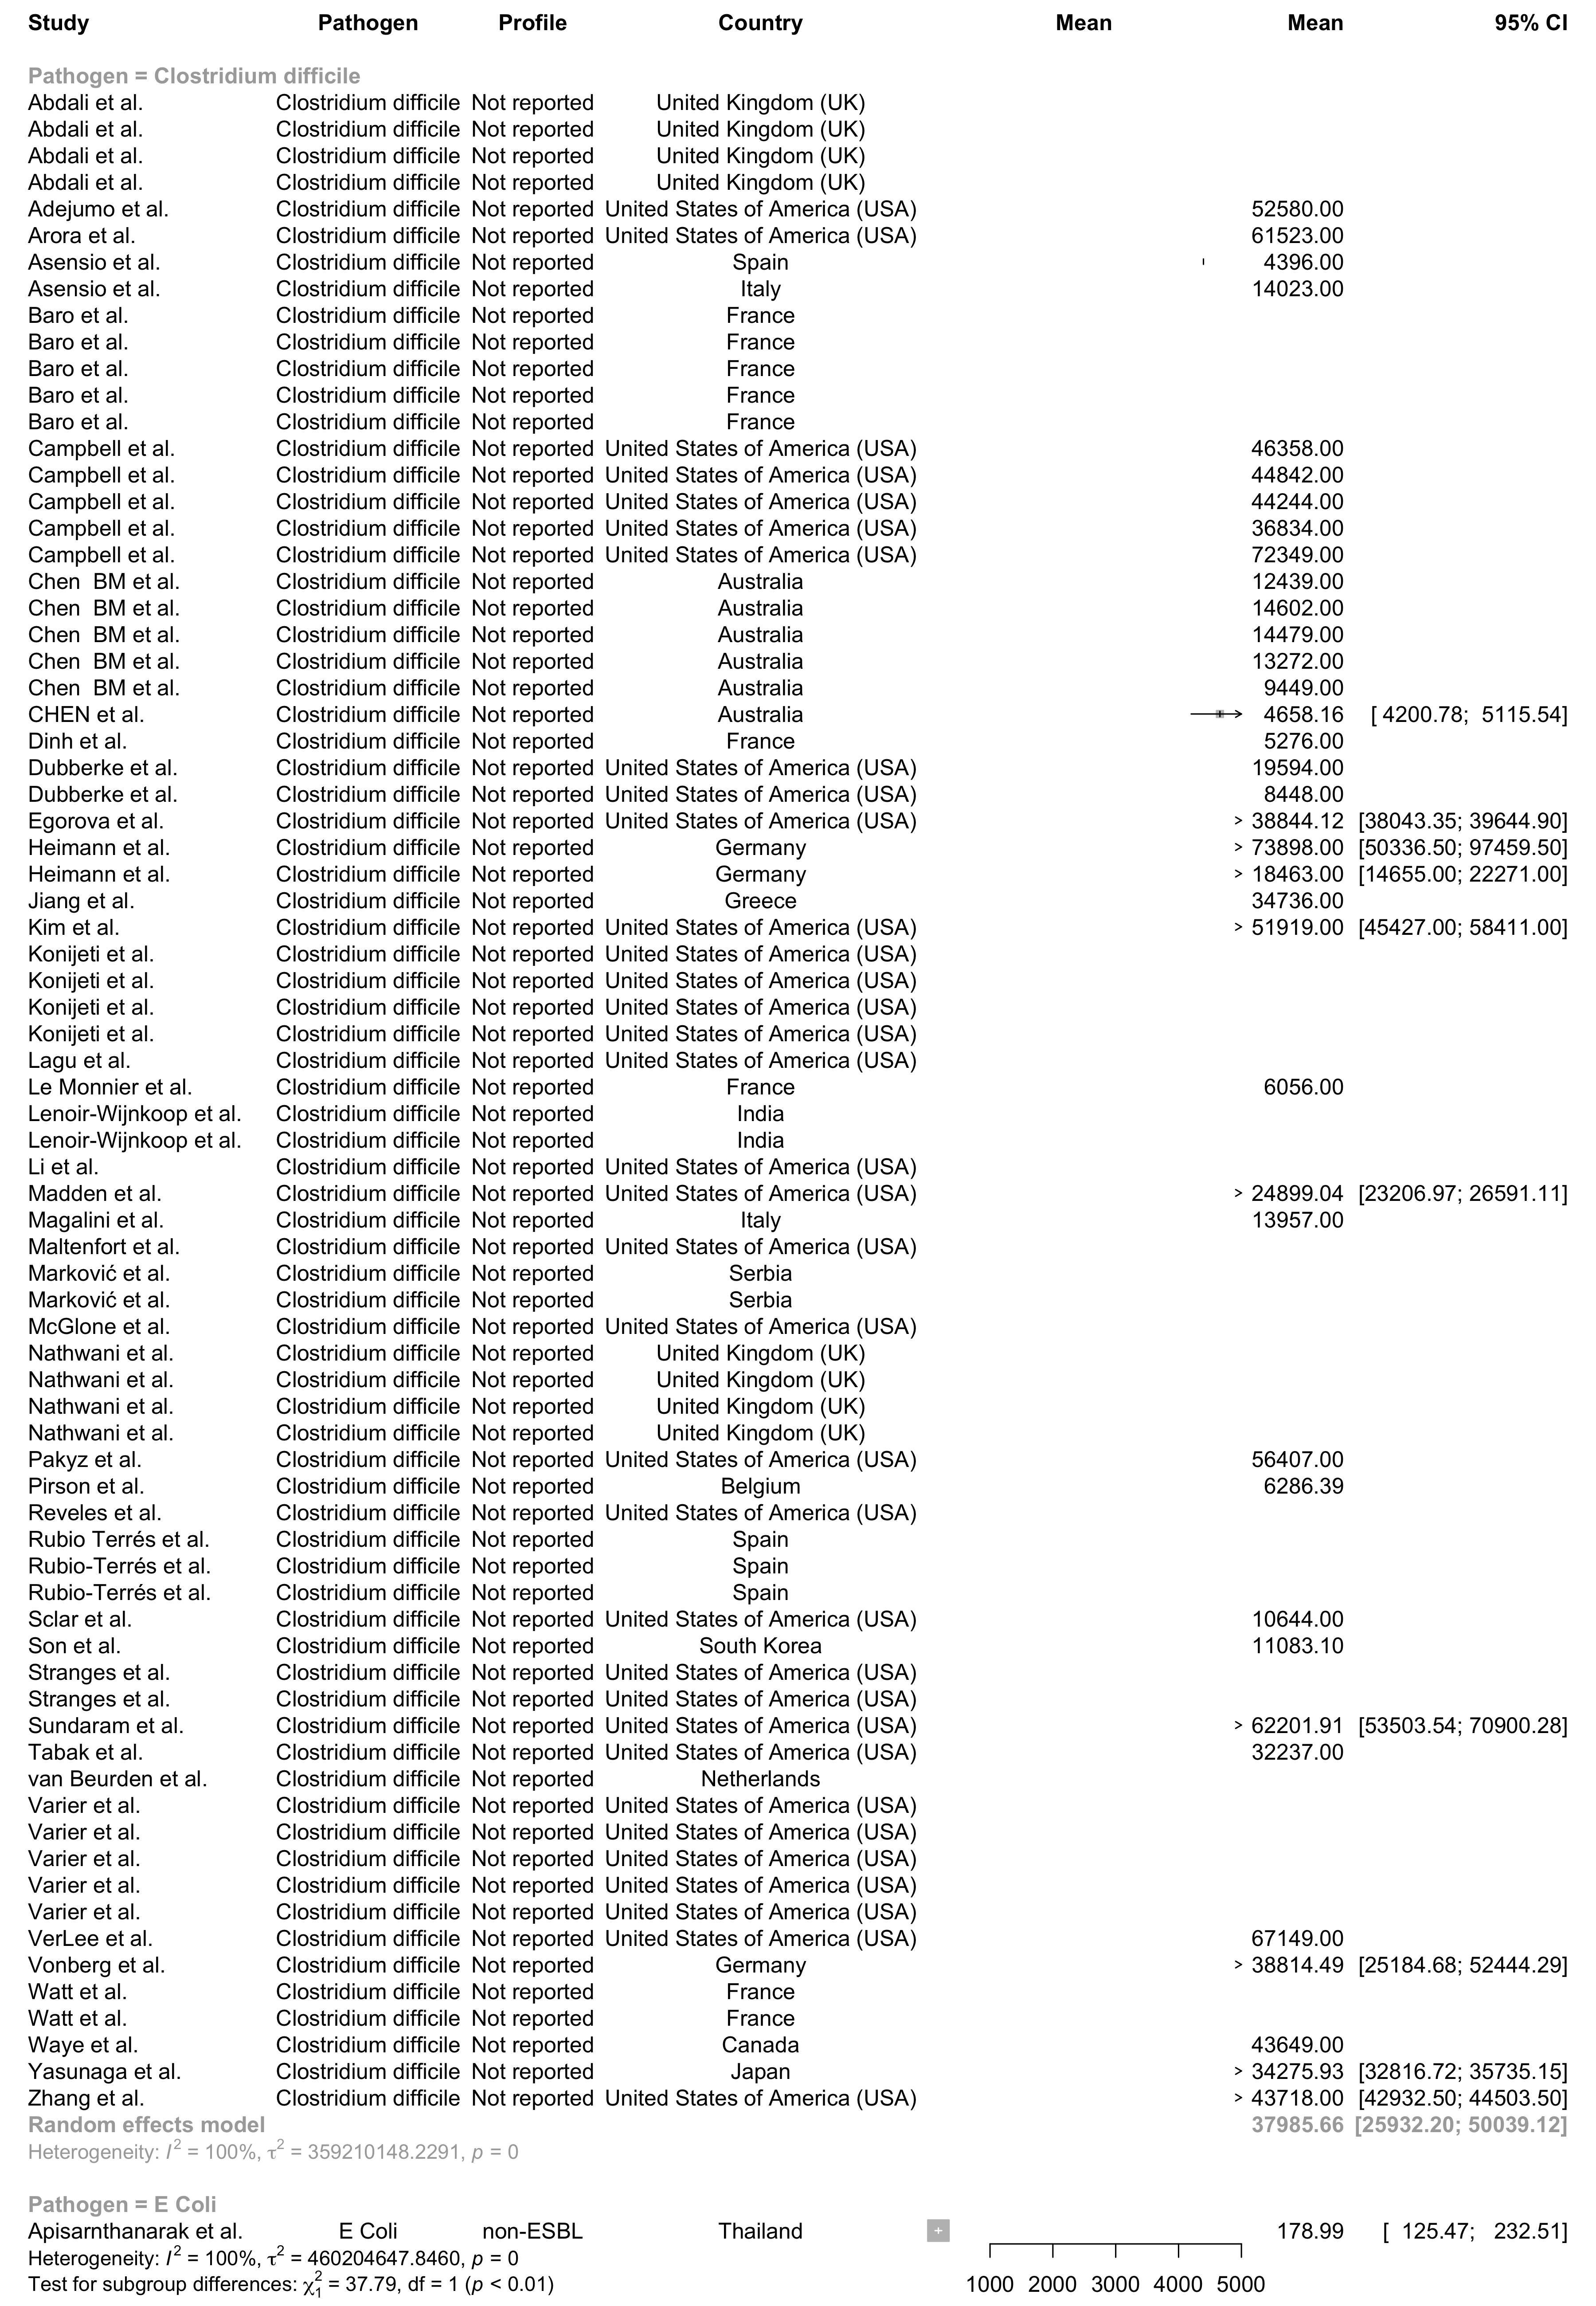 Study Pathogen Profile Country Mean Mean 95% CI
Pathogen = Clostridium difficile
Abdali et al. Clostridium difficile Not reported United Kingdom (UK)
Abdali et al. Clostridium difficile Not reported United Kingdom (UK)
Abdali et al. Clostridium difficile Not reported United Kingdom (UK)
Abdali et al. Clostridium difficile Not reported United Kingdom (UK)
Adejumo et al. Clostridium difficile Not reported United States of America (USA) 52580.00
Arora et al. Clostridium difficile Not reported United States of America (USA) 61523.00
Asensio et al. Clostridium difficile Not reported Spain 4396.00
Asensio et al. Clostridium difficile Not reported Italy 14023.00
Baro et al. Clostridium difficile Not reported France
Baro et al. Clostridium difficile Not reported France
Baro et al. Clostridium difficile Not reported France
Baro et al. Clostridium difficile Not reported France
Baro et al. Clostridium difficile Not reported France
Campbell et al. Clostridium difficile Not reported United States of America (USA) 46358.00
Campbell et al. Clostridium difficile Not reported United States of America (USA) 44842.00
Campbell et al. Clostridium difficile Not reported United States of America (USA) 44244.00
Campbell et al. Clostridium difficile Not reported United States of America (USA) 36834.00
Campbell et al. Clostridium difficile Not reported United States of America (USA) 72349.00
Chen BM et al. Clostridium difficile Not reported Australia 12439.00
Chen BM et al. Clostridium difficile Not reported Australia 14602.00
Chen BM et al. Clostridium difficile Not reported Australia 14479.00
Chen BM et al. Clostridium difficile Not reported Australia 13272.00
Chen BM et al. Clostridium difficile Not reported Australia 9449.00
CHEN et al. Clostridium difficile Not reported Australia 4658.16 [ 4200.78; 5115.54]
Dinh et al. Clostridium difficile Not reported France 5276.00
Dubberke et al. Clostridium difficile Not reported United States of America (USA) 19594.00
Dubberke et al. Clostridium difficile Not reported United States of America (USA) 8448.00
Egorova et al. Clostridium difficile Not reported United States of America (USA) 38844.12 [38043.35; 39644.90]
Heimann et al. Clostridium difficile Not reported Germany 73898.00 [50336.50; 97459.50]
Heimann et al. Clostridium difficile Not reported Germany 18463.00 [14655.00; 22271.00]
Jiang et al. Clostridium difficile Not reported Greece 34736.00
Kim et al. Clostridium difficile Not reported United States of America (USA) 51919.00 [45427.00; 58411.00]
Konijeti et al. Clostridium difficile Not reported United States of America (USA)
Konijeti et al. Clostridium difficile Not reported United States of America (USA)
Konijeti et al. Clostridium difficile Not reported United States of America (USA)
Konijeti et al. Clostridium difficile Not reported United States of America (USA)
Lagu et al. Clostridium difficile Not reported United States of America (USA)
Le Monnier et al. Clostridium difficile Not reported France 6056.00
Lenoir-Wijnkoop et al. Clostridium difficile Not reported India
Lenoir-Wijnkoop et al. Clostridium difficile Not reported India
Li et al. Clostridium difficile Not reported United States of America (USA)
Madden et al. Clostridium difficile Not reported United States of America (USA) 24899.04 [23206.97; 26591.11]
Magalini et al. Clostridium difficile Not reported Italy 13957.00
Maltenfort et al. Clostridium difficile Not reported United States of America (USA)
Marković et al. Clostridium difficile Not reported Serbia
Marković et al. Clostridium difficile Not reported Serbia
McGlone et al. Clostridium difficile Not reported United States of America (USA)
Nathwani et al. Clostridium difficile Not reported United Kingdom (UK)
Nathwani et al. Clostridium difficile Not reported United Kingdom (UK)
Nathwani et al. Clostridium difficile Not reported United Kingdom (UK)
Nathwani et al. Clostridium difficile Not reported United Kingdom (UK)
Pakyz et al. Clostridium difficile Not reported United States of America (USA) 56407.00
Pirson et al. Clostridium difficile Not reported Belgium 6286.39
Reveles et al. Clostridium difficile Not reported United States of America (USA)
Rubio Terrés et al. Clostridium difficile Not reported Spain
Rubio-Terrés et al. Clostridium difficile Not reported Spain
Rubio-Terrés et al. Clostridium difficile Not reported Spain
Sclar et al. Clostridium difficile Not reported United States of America (USA) 10644.00
Son et al. Clostridium difficile Not reported South Korea 11083.10
Stranges et al. Clostridium difficile Not reported United States of America (USA)
Stranges et al. Clostridium difficile Not reported United States of America (USA)
Sundaram et al. Clostridium difficile Not reported United States of America (USA) 62201.91 [53503.54; 70900.28]
Tabak et al. Clostridium difficile Not reported United States of America (USA) 32237.00
van Beurden et al. Clostridium difficile Not reported Netherlands
Varier et al. Clostridium difficile Not reported United States of America (USA)
Varier et al. Clostridium difficile Not reported United States of America (USA)
Varier et al. Clostridium difficile Not reported United States of America (USA)
Varier et al. Clostridium difficile Not reported United States of America (USA)
Varier et al. Clostridium difficile Not reported United States of America (USA)
VerLee et al. Clostridium difficile Not reported United States of America (USA) 67149.00
Vonberg et al. Clostridium difficile Not reported Germany 38814.49 [25184.68; 52444.29]
Watt et al. Clostridium difficile Not reported France
Watt et al. Clostridium difficile Not reported France
Waye et al. Clostridium difficile Not reported Canada 43649.00
Yasunaga et al. Clostridium difficile Not reported Japan 34275.93 [32816.72; 35735.15]
Zhang et al. Clostridium difficile Not reported United States of America (USA) 43718.00 [42932.50; 44503.50]
Random effects model 37985.66 [25932.20; 50039.12]
Heterogeneity: I² = 100%, τ² = 359210148.2291, p = 0
Pathogen = E Coli
Apisarnthanarak et al. E Coli non-ESBL Thailand 178.99 [ 125.47; 232.51]
Heterogeneity: I² = 100%, τ² = 460204647.8460, p = 0
Test for subgroup differences: χ²₁ = 37.79, df = 1 (p < 0.01)
1000 2000 3000 4000 5000